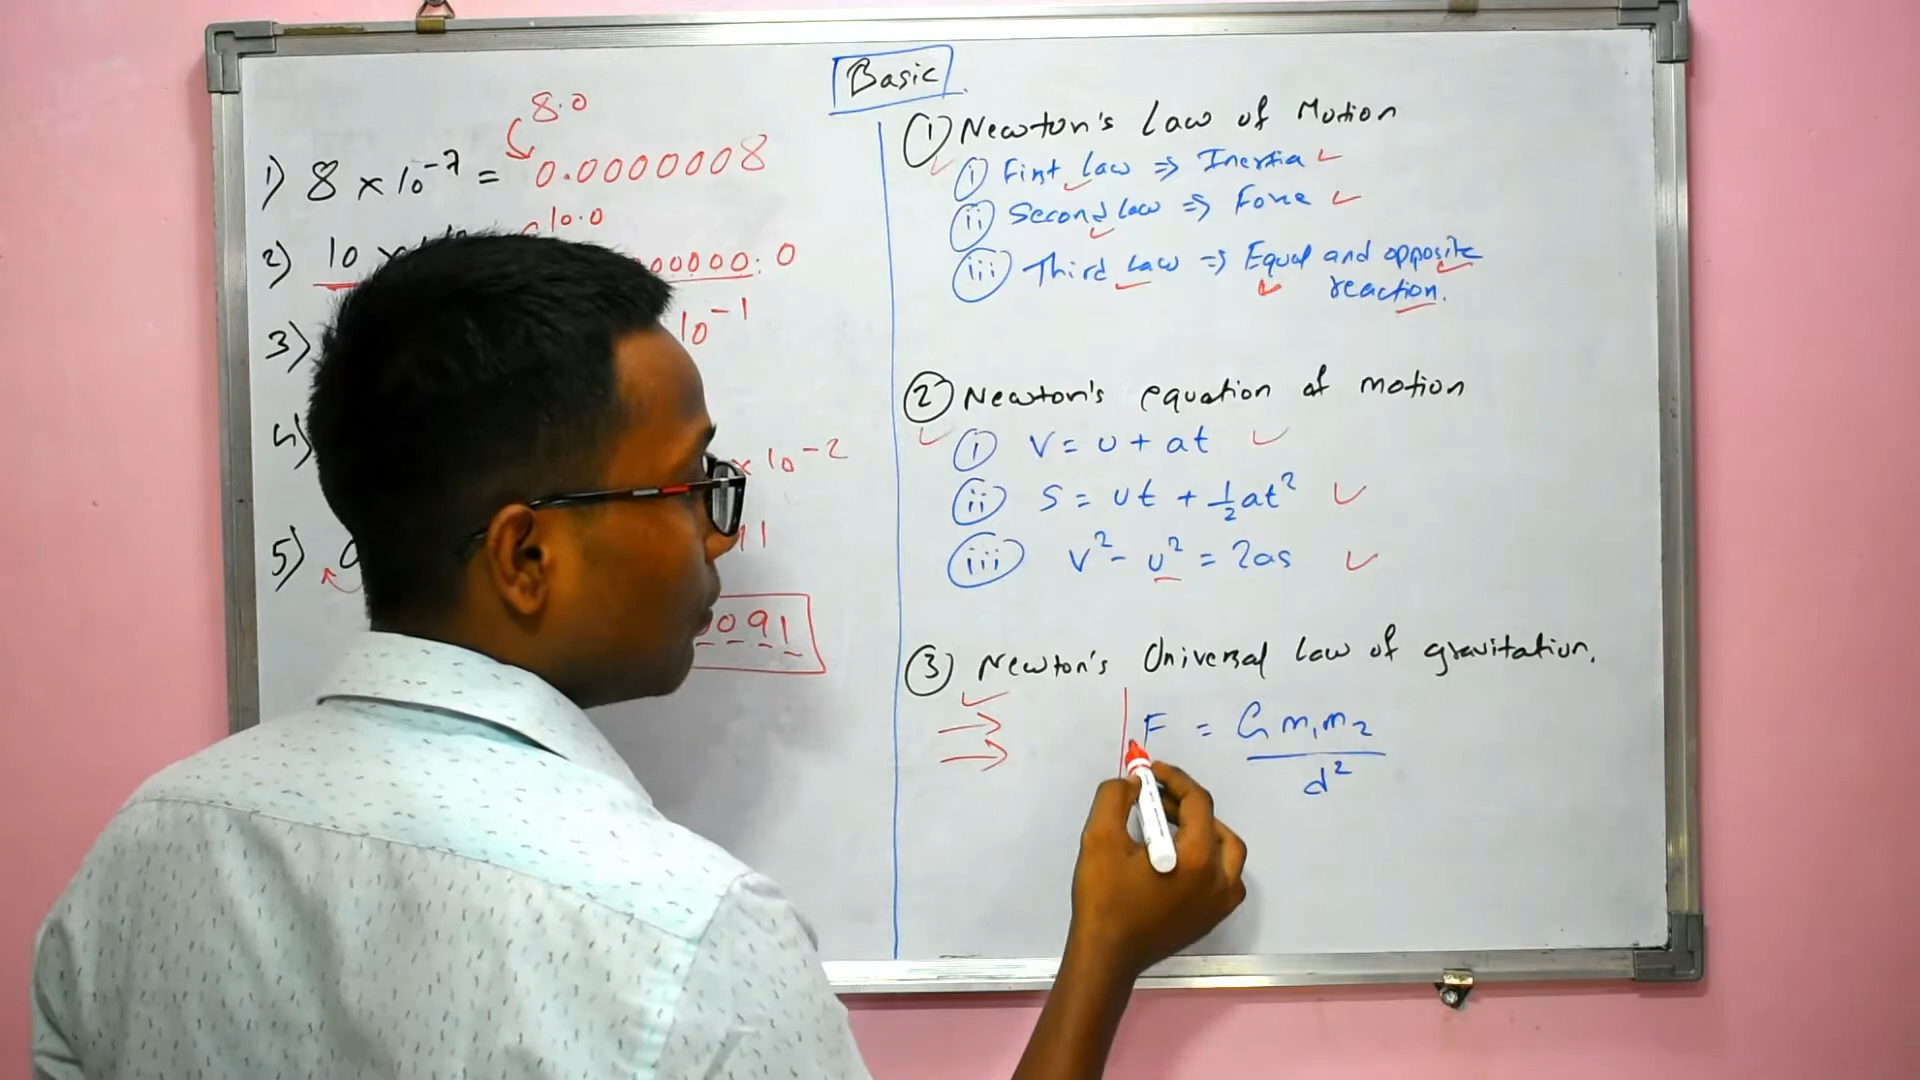 Basic
8.0
1) 8 × 10⁻⁷ = 0.0000008
10.0
2) 10 ×
00000.0
3)
10⁻¹
4)
× 10⁻²
5)
91
0091
① Newton's Law of Motion
(i) First Law ⇒ Inertia
(ii) Second Law ⇒ Force
(iii) Third Law ⇒ Equal and opposite
reaction.
② Newton's equation of motion
(i) v = u + at
(ii) s = ut + ½at²
(iii) v² - u² = 2as
③ Newton's Universal Law of gravitation.
F = G m₁m₂
d²